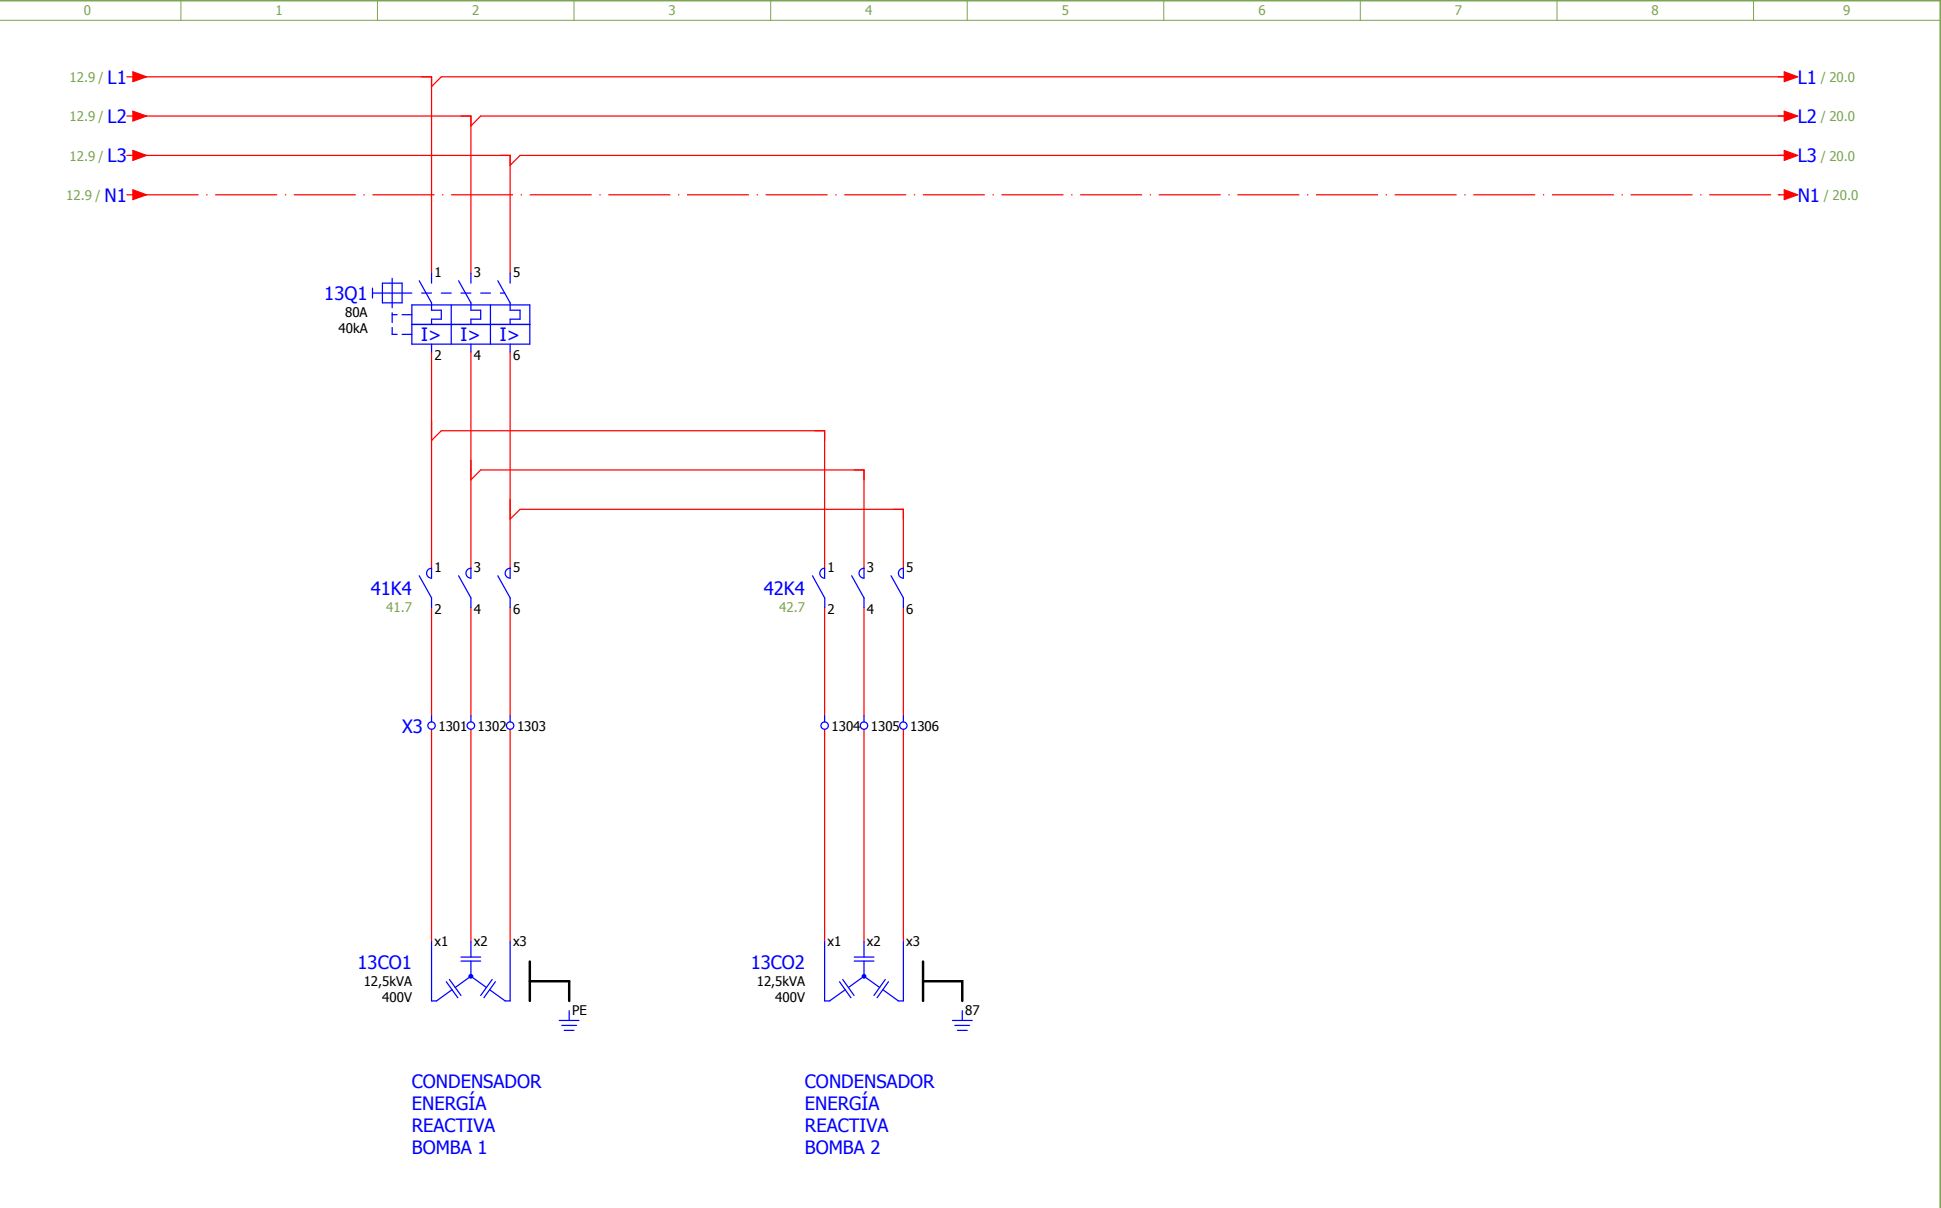 0 1 2 3 4 5 6 7 8 9
12.9 / L1 L1 / 20.0
12.9 / L2 L2 / 20.0
12.9 / L3 L3 / 20.0
12.9 / N1 N1 / 20.0
1 3 5
13Q1
80A
40kA
I> I> I>
2 4 6
1 3 5 1 3 5
41K4 42K4
41.7 42.7
2 4 6 2 4 6
X3 1301 1302 1303 1304 1305 1306
x1 x2 x3 x1 x2 x3
13CO1 13CO2
12,5kVA 12,5kVA
400V 400V
PE 87
CONDENSADOR
ENERGÍA
REACTIVA
BOMBA 1
CONDENSADOR
ENERGÍA
REACTIVA
BOMBA 2